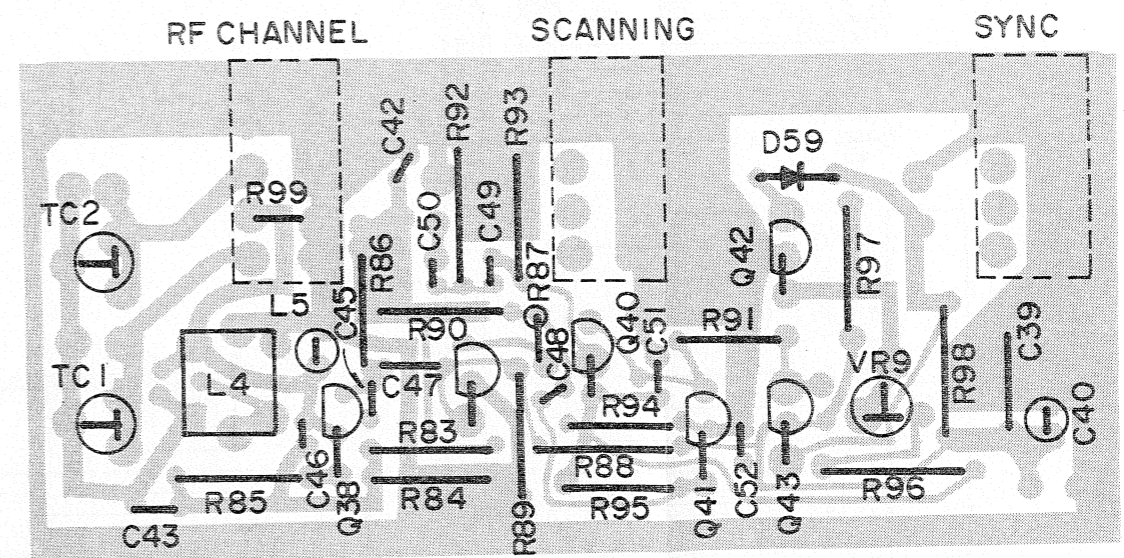 RF CHANNEL
SCANNING
SYNC
C42
R92
R93
D59
R99
TC2
C50
C49
R86
R87
Q42
R97
L5
C45
R90
C48
Q40
C51
R91
C39
TC1
L4
C47
VR9
R98
C40
R83
R94
C46
R88
R85
R84
Q38
R89
R95
Q41
C52
Q43
R96
C43